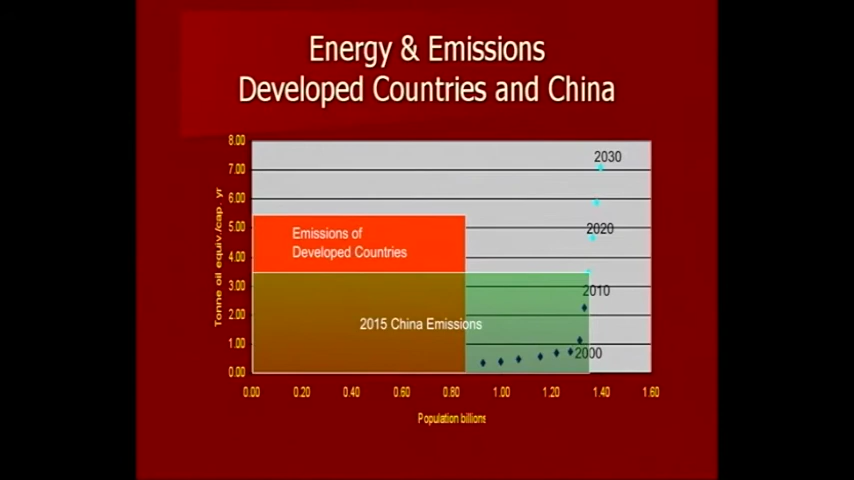 Energy & Emissions
Developed Countries and China
8.00
7.00
6.00
5.00
4.00
3.00
2.00
1.00
0.00
Tonne oil equiv./cap. yr
2030
2020
2010
2000
Emissions of
Developed Countries
2015 China Emissions
0.00 0.20 0.40 0.60 0.80 1.00 1.20 1.40 1.60
Population billions